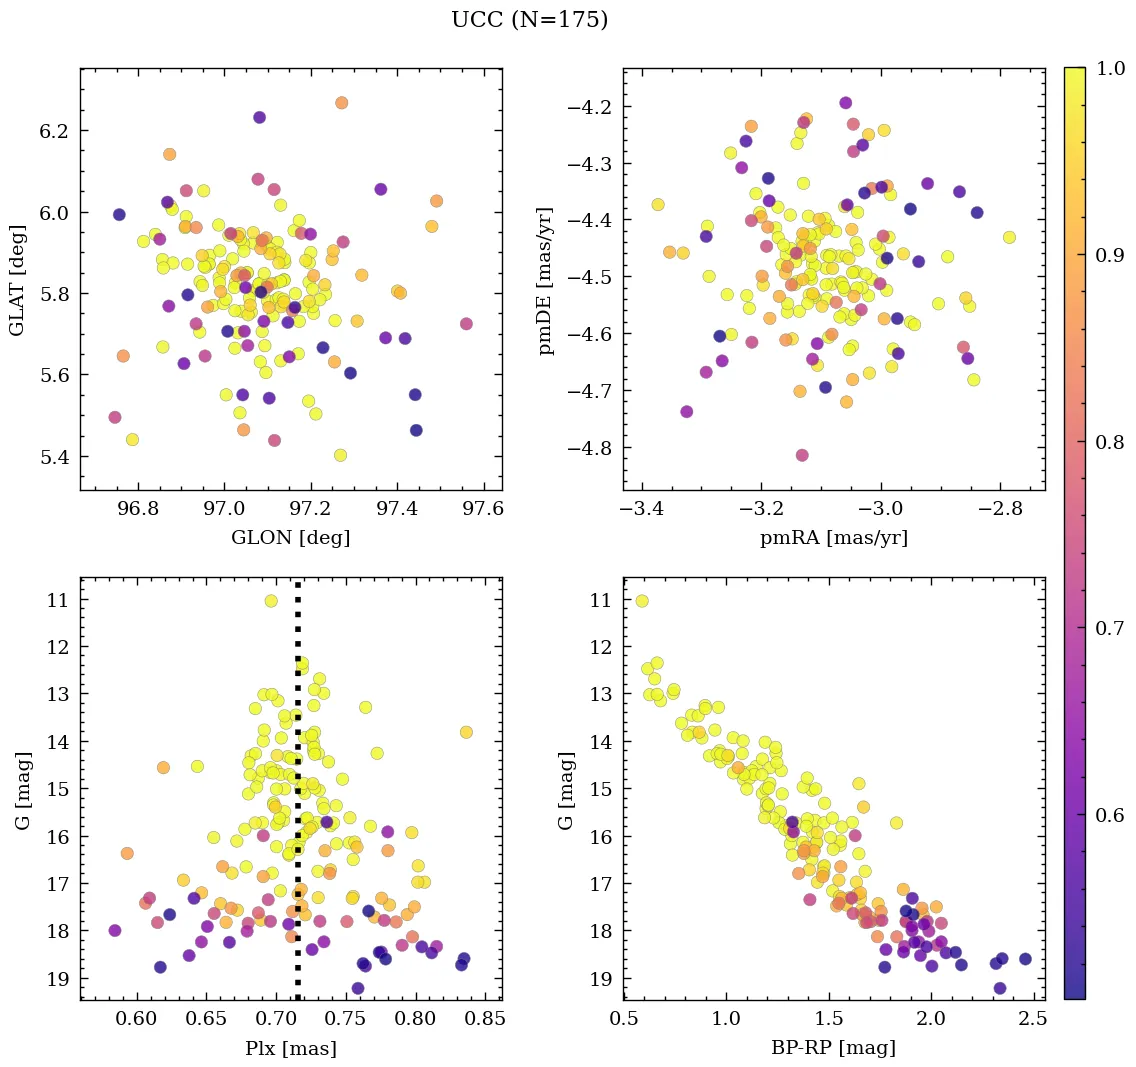 UCC (N=175)
6.2
6.0
5.8
5.6
5.4
GLAT [deg]
96.8 97.0 97.2 97.4 97.6
GLON [deg]
−4.2
−4.3
−4.4
−4.5
−4.6
−4.7
−4.8
pmDE [mas/yr]
−3.4 −3.2 −3.0 −2.8
pmRA [mas/yr]
1.0
0.9
0.8
0.7
0.6
11
12
13
14
15
16
17
18
19
G [mag]
0.60 0.65 0.70 0.75 0.80 0.85
Plx [mas]
11
12
13
14
15
16
17
18
19
G [mag]
0.5 1.0 1.5 2.0 2.5
BP-RP [mag]